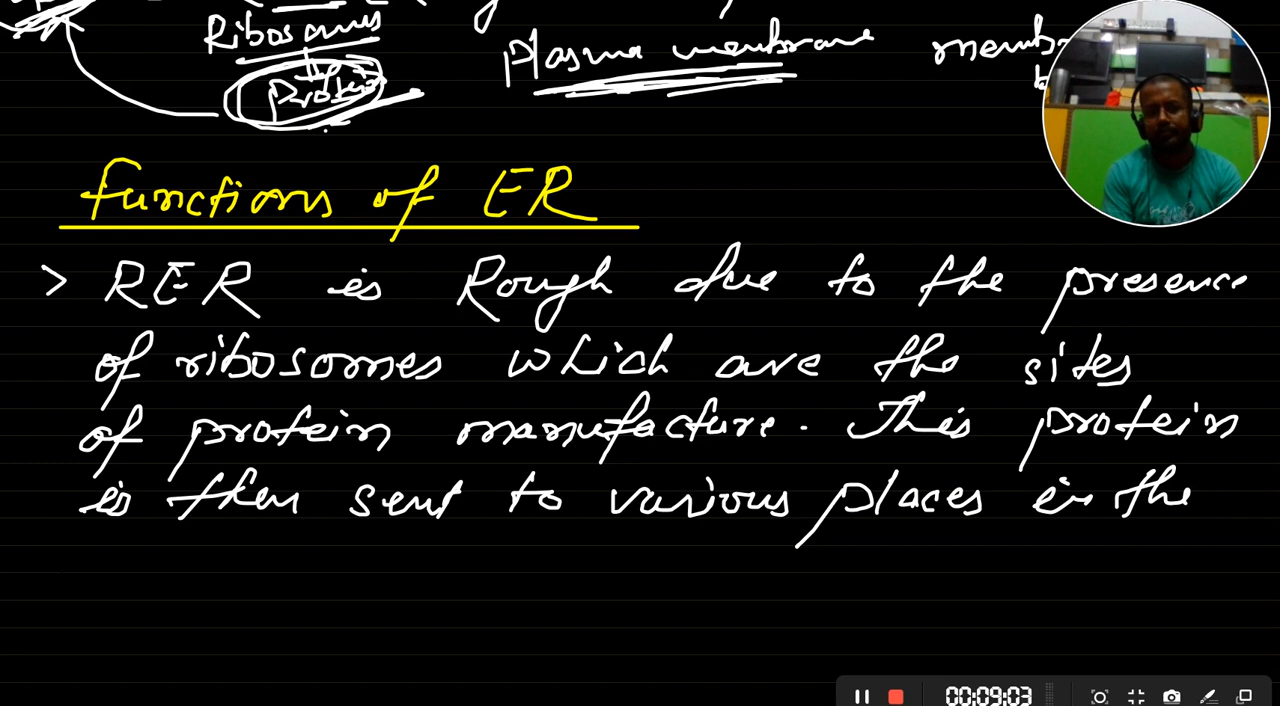 Ribosomes
Protein
Plasma membrane
functions of ER
> RER is Rough due to the presence
of ribosomes which are the sites
of protein manufacture. This protein
is then sent to various places in the
00:09:03